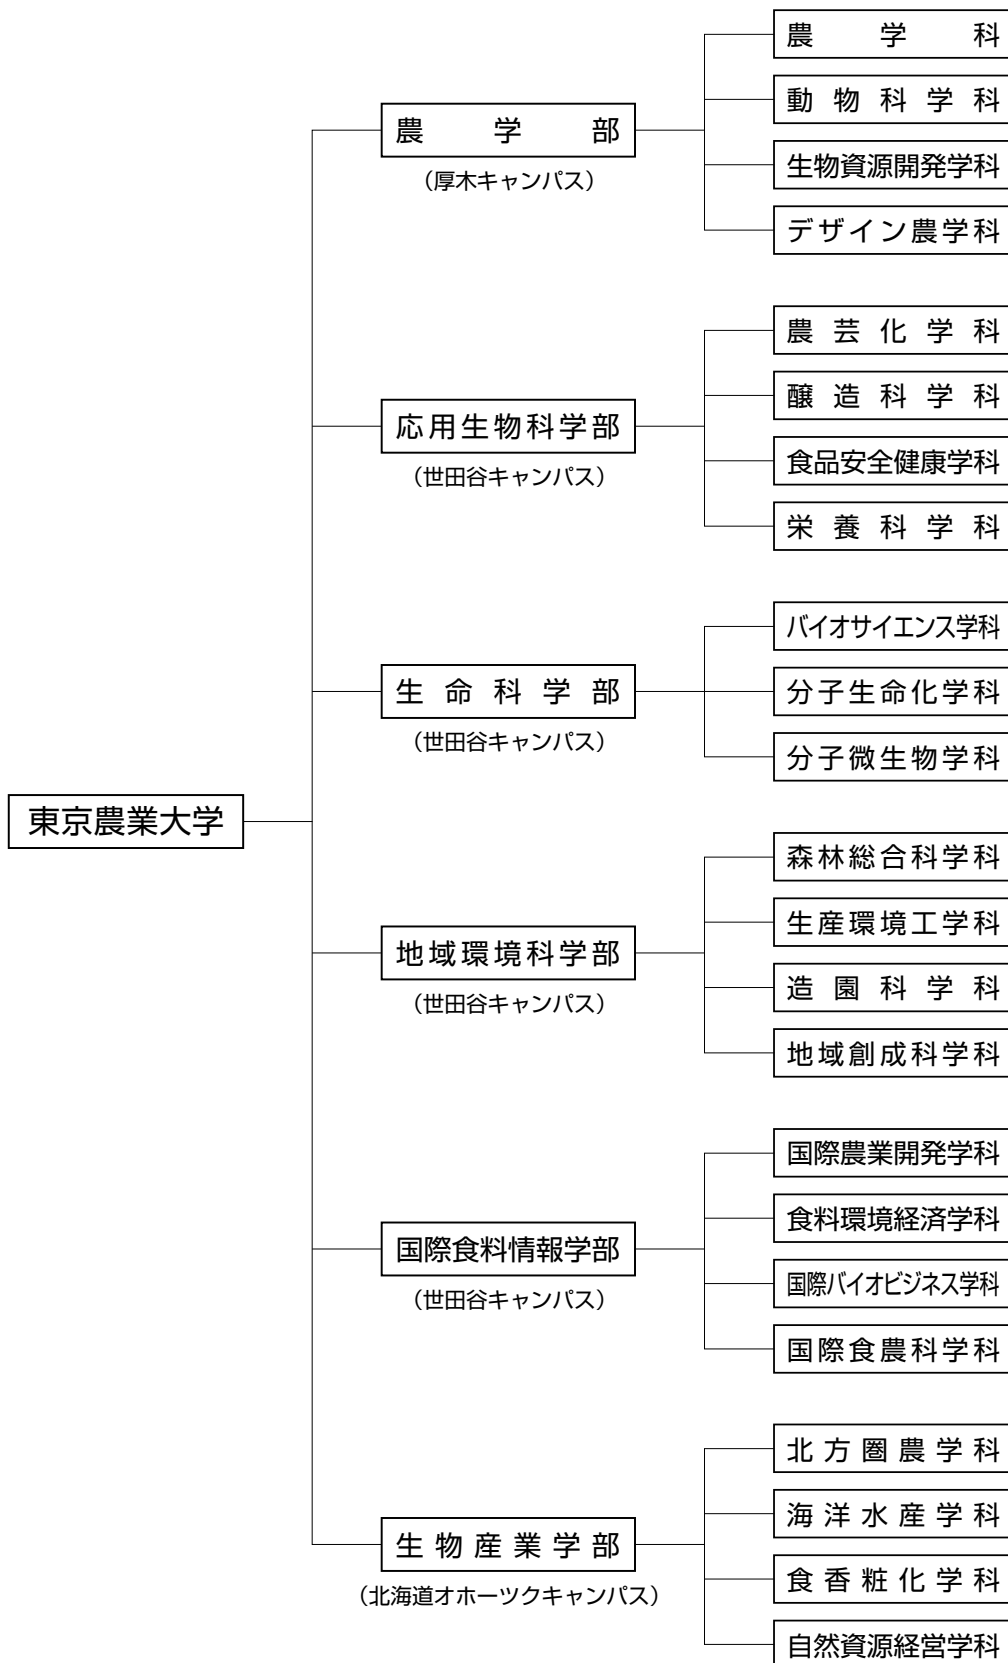 東京農業大学
農学部
（厚木キャンパス）
農学科
動物科学科
生物資源開発学科
デザイン農学科
応用生物科学部
（世田谷キャンパス）
農芸化学科
醸造科学科
食品安全健康学科
栄養科学科
生命科学部
（世田谷キャンパス）
バイオサイエンス学科
分子生命化学科
分子微生物学科
地域環境科学部
（世田谷キャンパス）
森林総合科学科
生産環境工学科
造園科学科
地域創成科学科
国際食料情報学部
（世田谷キャンパス）
国際農業開発学科
食料環境経済学科
国際バイオビジネス学科
国際食農科学科
生物産業学部
（北海道オホーツクキャンパス）
北方圏農学科
海洋水産学科
食香粧化学科
自然資源経営学科